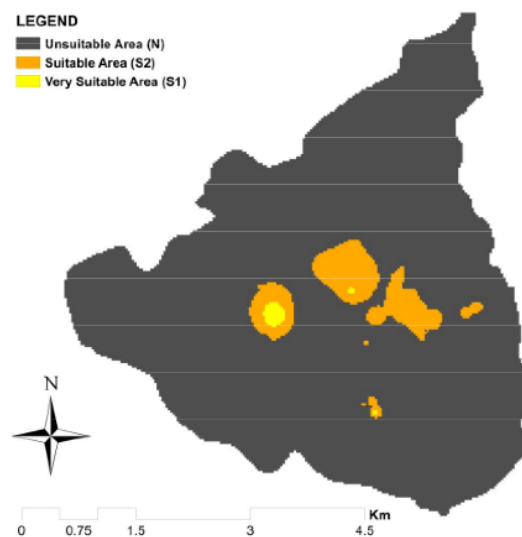 LEGEND
Unsuitable Area (N)
Suitable Area (S2)
Very Suitable Area (S1)
N
Km
0 0.75 1.5 3 4.5